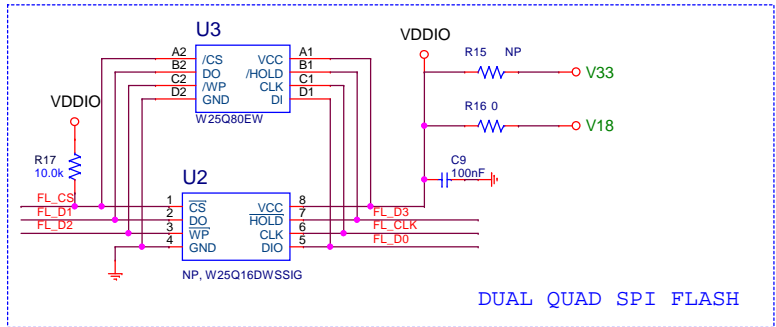 U3
A2 /CS VCC A1
B2 DO /HOLD B1
C2 /WP CLK C1
D2 GND DI D1
W25Q80EW
VDDIO
R15 NP
V33
R16 0
V18
C9
100nF
VDDIO
R17
10.0k
U2
FL_CS 1 CS VCC 8
FL_D1 2 DO HOLD 7 FL_D3
FL_D2 3 WP CLK 6 FL_CLK
4 GND DIO 5 FL_D0
NP, W25Q16DWSSIG
DUAL QUAD SPI FLASH